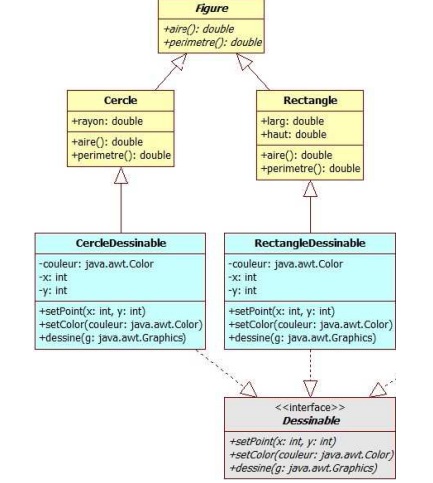 Figure
+aire(): double
+perimetre(): double
Cercle
+rayon: double
+aire(): double
+perimetre(): double
Rectangle
+larg: double
+haut: double
+aire(): double
+perimetre(): double
CercleDessinable
-couleur: java.awt.Color
-x: int
-y: int
+setPoint(x: int, y: int)
+setColor(couleur: java.awt.Color)
+dessine(g: java.awt.Graphics)
RectangleDessinable
-couleur: java.awt.Color
-x: int
-y: int
+setPoint(x: int, y: int)
+setColor(couleur: java.awt.Color)
+dessine(g: java.awt.Graphics)
<<interface>>
Dessinable
+setPoint(x: int, y: int)
+setColor(couleur: java.awt.Color)
+dessine(g: java.awt.Graphics)